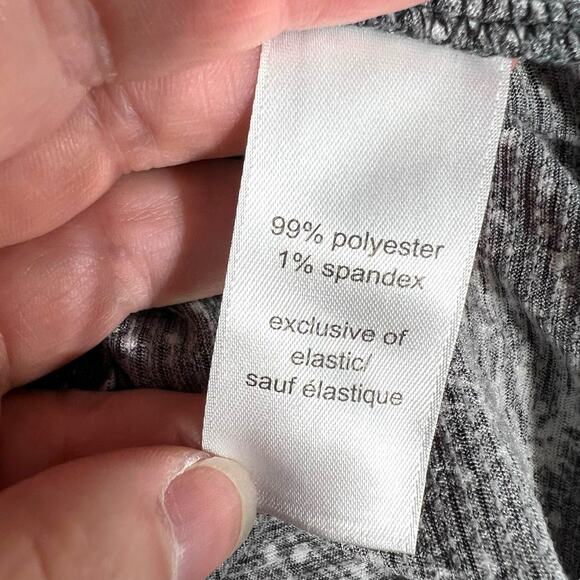 99% polyester
1% spandex
exclusive of
elastic/
sauf élastique